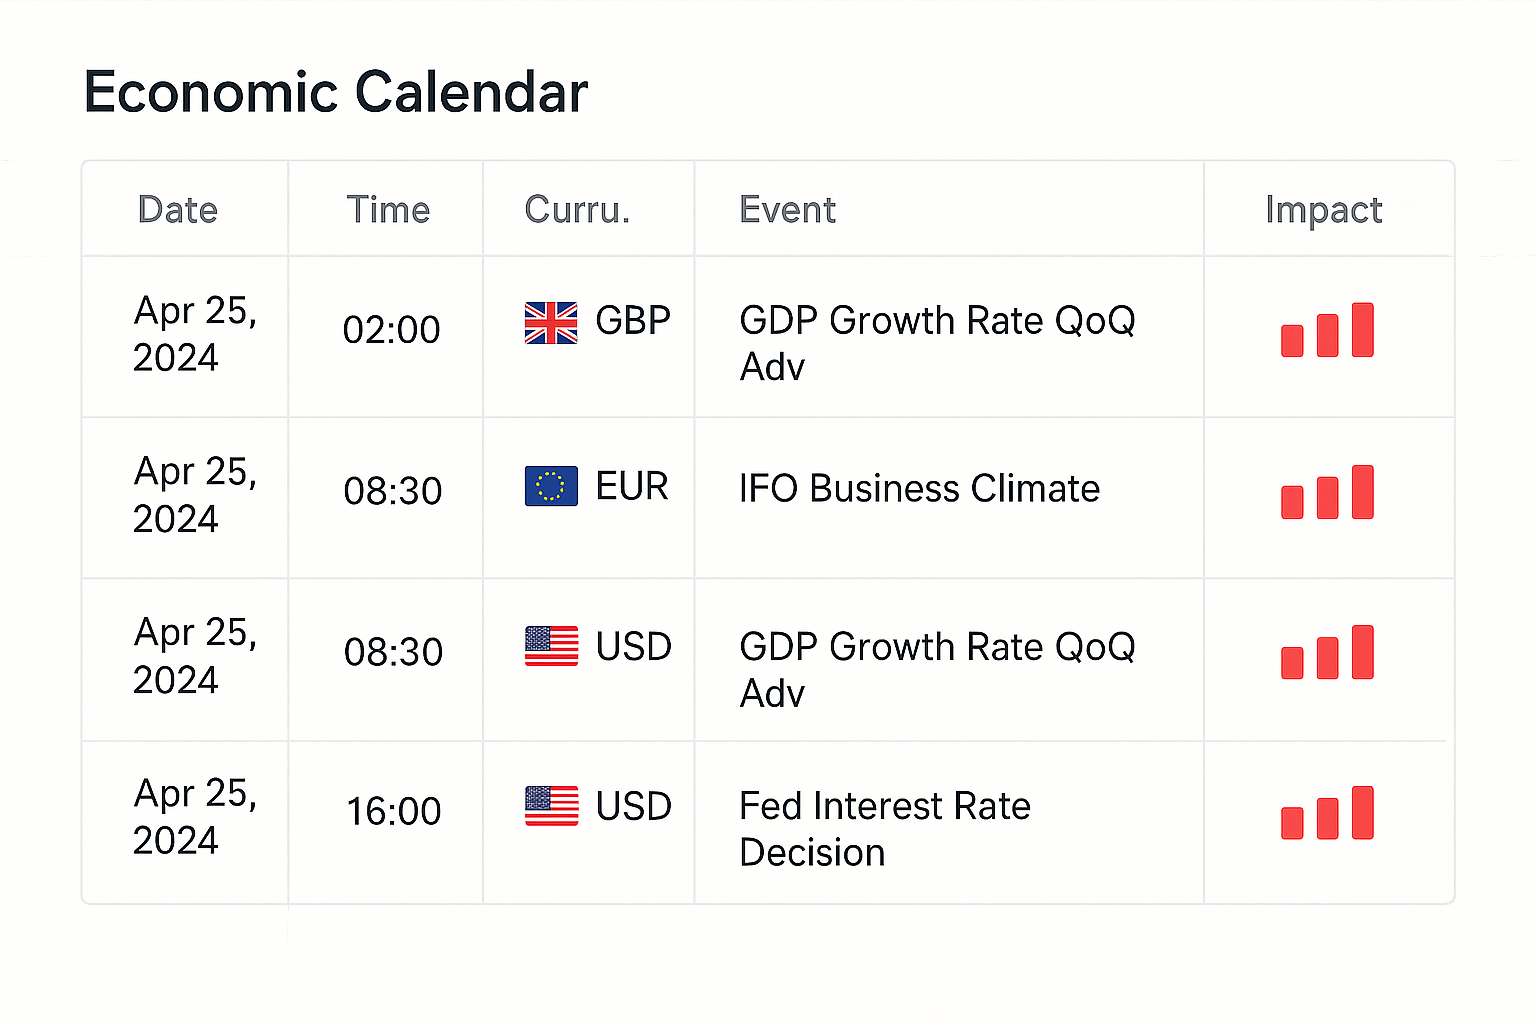 Economic Calendar
Date Time Curru. Event Impact
Apr 25,
2024
02:00
GBP
GDP Growth Rate QoQ
Adv
Apr 25,
2024
08:30
EUR
IFO Business Climate
Apr 25,
2024
08:30
USD
GDP Growth Rate QoQ
Adv
Apr 25,
2024
16:00
USD
Fed Interest Rate
Decision